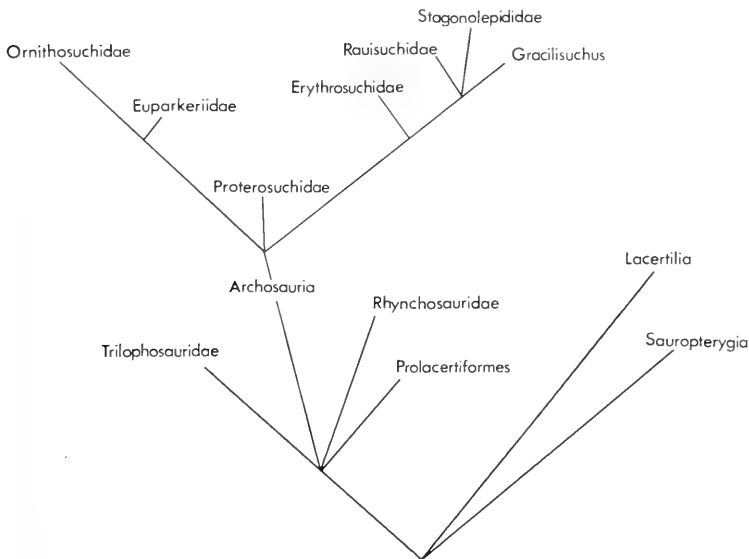 Stagonolepididae
Ornithosuchidae
Rauisuchidae
Gracilisuchus
Erythrosuchidae
Euparkeriidae
Proterosuchidae
Lacertilia
Archosauria
Rhynchosauridae
Sauropterygia
Trilophosauridae
Prolacertiformes